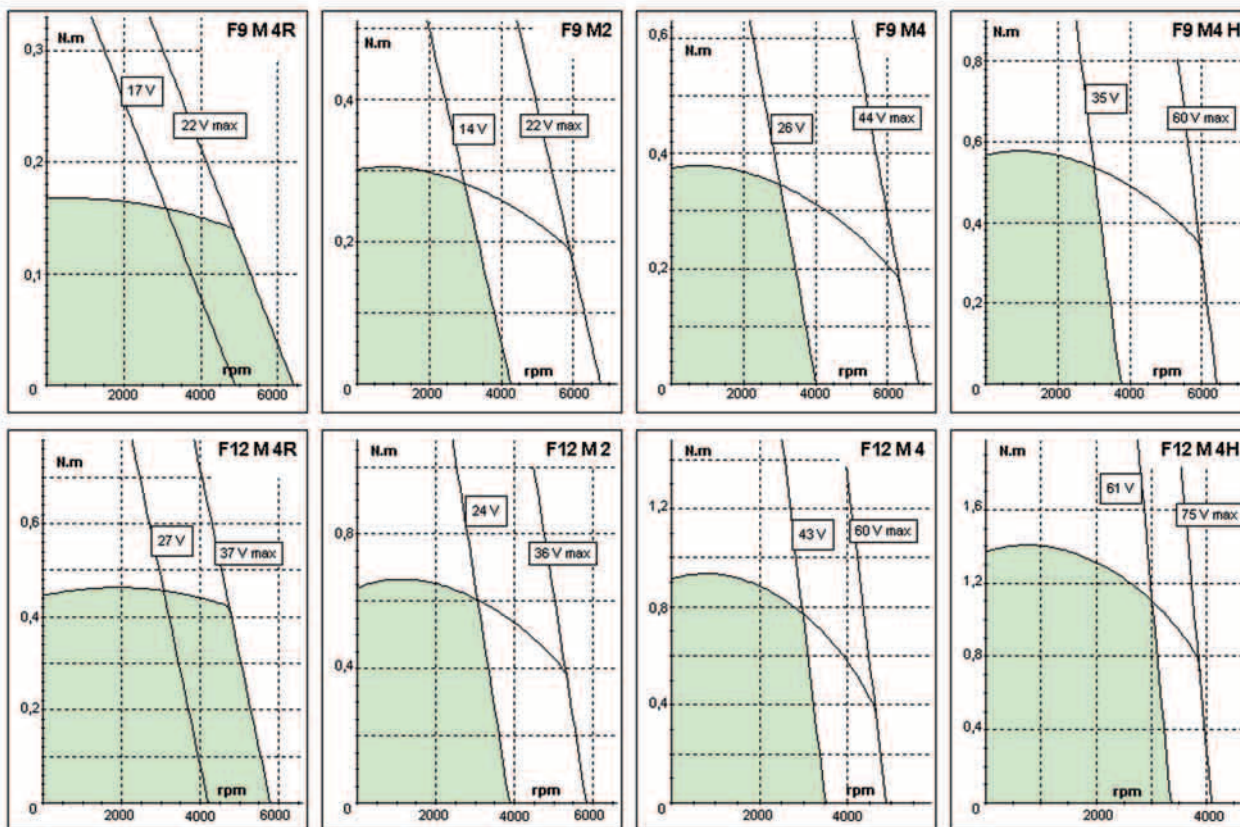 F9 M 4R
N.m
0,3
17 V
22 V max
0,2
0,1
rpm
0
2000
4000
6000
F9 M2
N.m
0,4
14 V
22 V max
0,2
rpm
0
2000
4000
6000
F9 M4
N.m
0,6
26 V
44 V max
0,4
0,2
rpm
0
2000
4000
6000
F9 M4 H
N.m
0,8
35 V
60 V max
0,6
0,4
0,2
rpm
0
2000
4000
6000
F12 M 4R
N.m
0,6
27 V
37 V max
0,4
0,2
rpm
0
2000
4000
6000
F12 M 2
N.m
24 V
0,8
36 V max
0,4
rpm
0
2000
4000
6000
F12 M 4
N.m
1,2
43 V
60 V max
0,8
0,4
rpm
0
2000
4000
F12 M 4H
N.m
61 V
75 V max
1,6
1,2
0,8
0,4
rpm
0
2000
4000